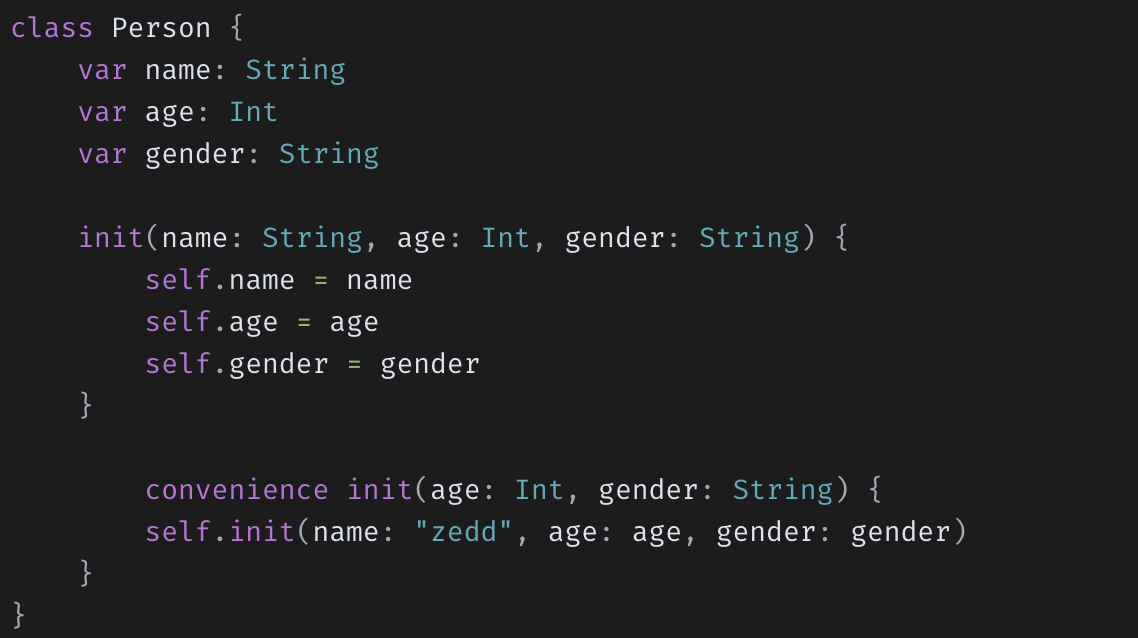 class Person {
    var name: String
    var age: Int
    var gender: String

    init(name: String, age: Int, gender: String) {
        self.name = name
        self.age = age
        self.gender = gender
    }

        convenience init(age: Int, gender: String) {
        self.init(name: "zedd", age: age, gender: gender)
    }
}